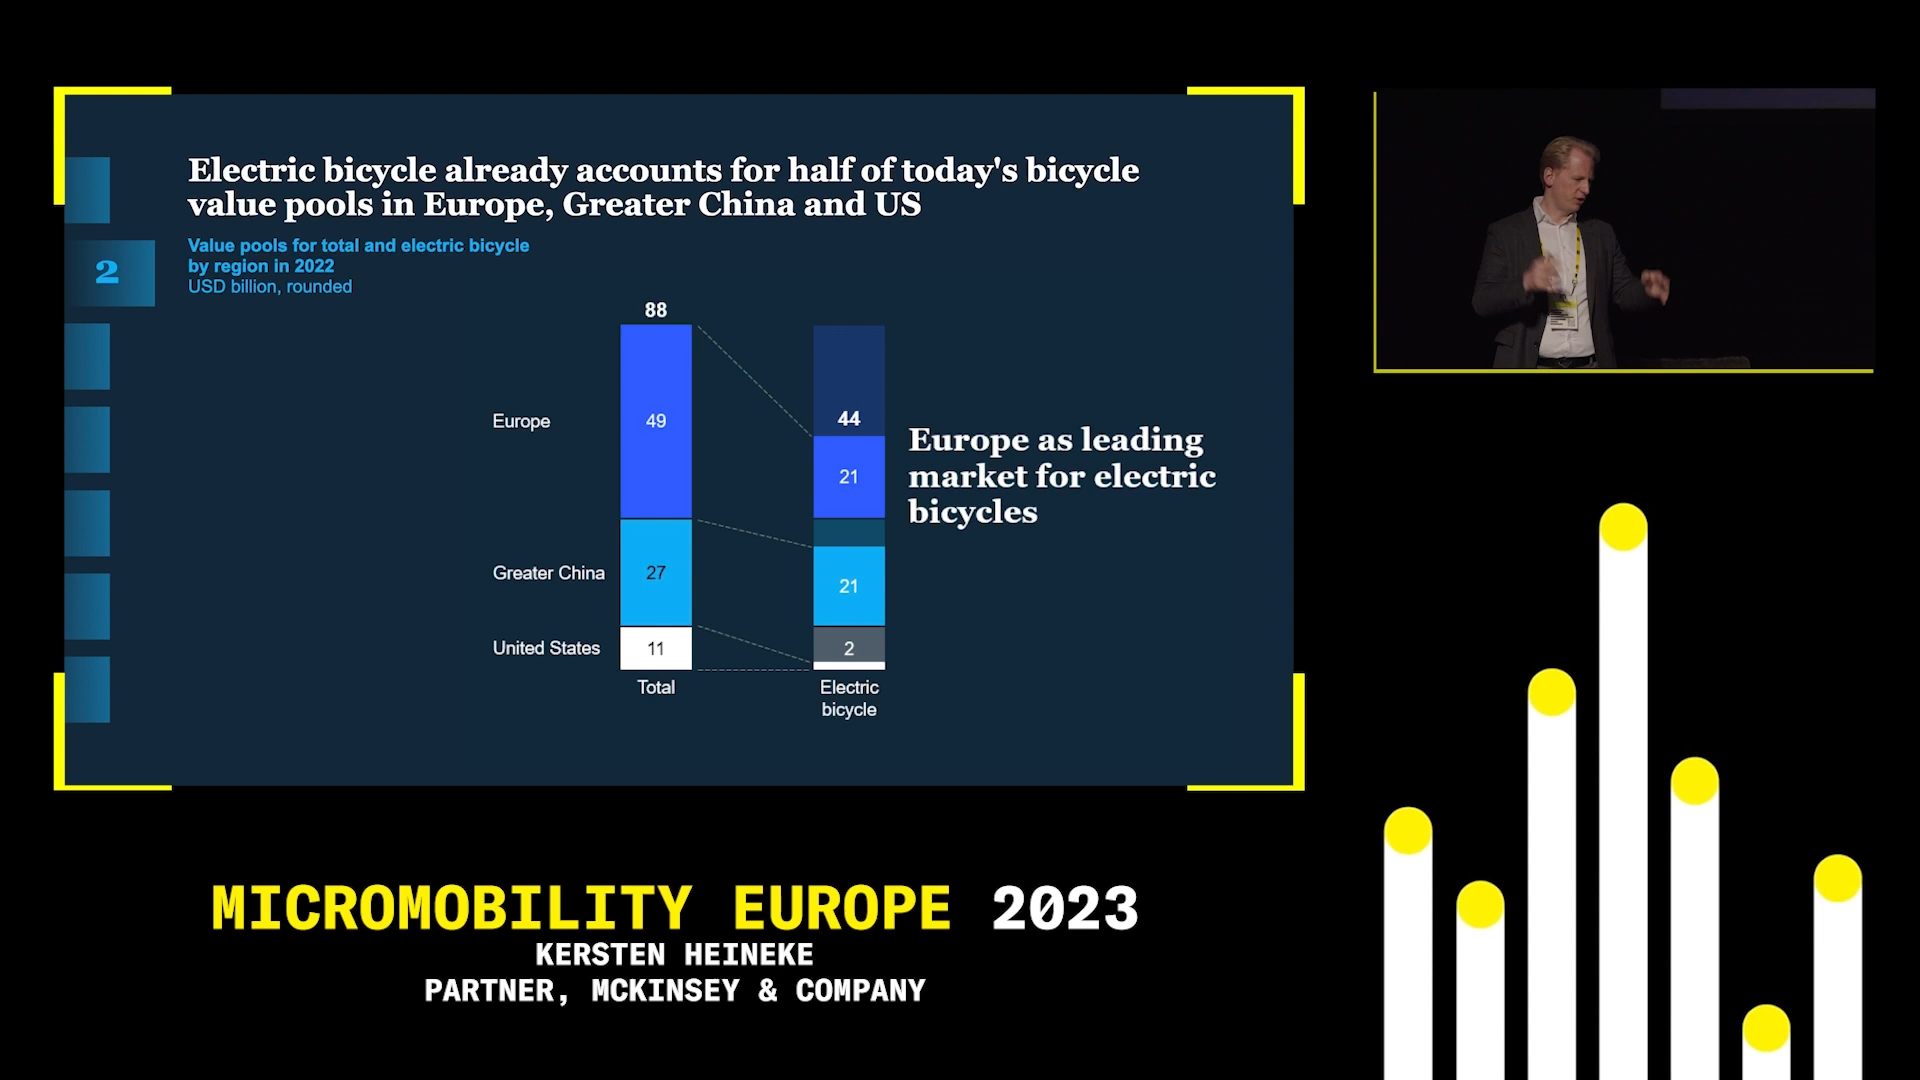 Electric bicycle already accounts for half of today's bicycle
value pools in Europe, Greater China and US
2
Value pools for total and electric bicycle
by region in 2022
USD billion, rounded
88
Europe
49
44
21
Europe as leading
market for electric
bicycles
Greater China
27
21
United States
11
2
Total
Electric
bicycle
MICROMOBILITY EUROPE 2023
KERSTEN HEINEKE
PARTNER, MCKINSEY & COMPANY